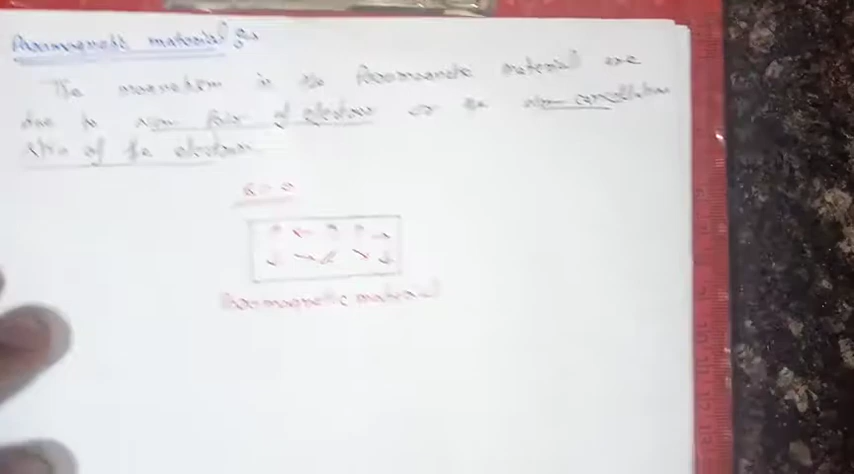 Paramagnetic material :-
The magnetism in the Paramagnetic material are
due to non Pair of electron or the non cancellation
of the electron
Paramagnetic material